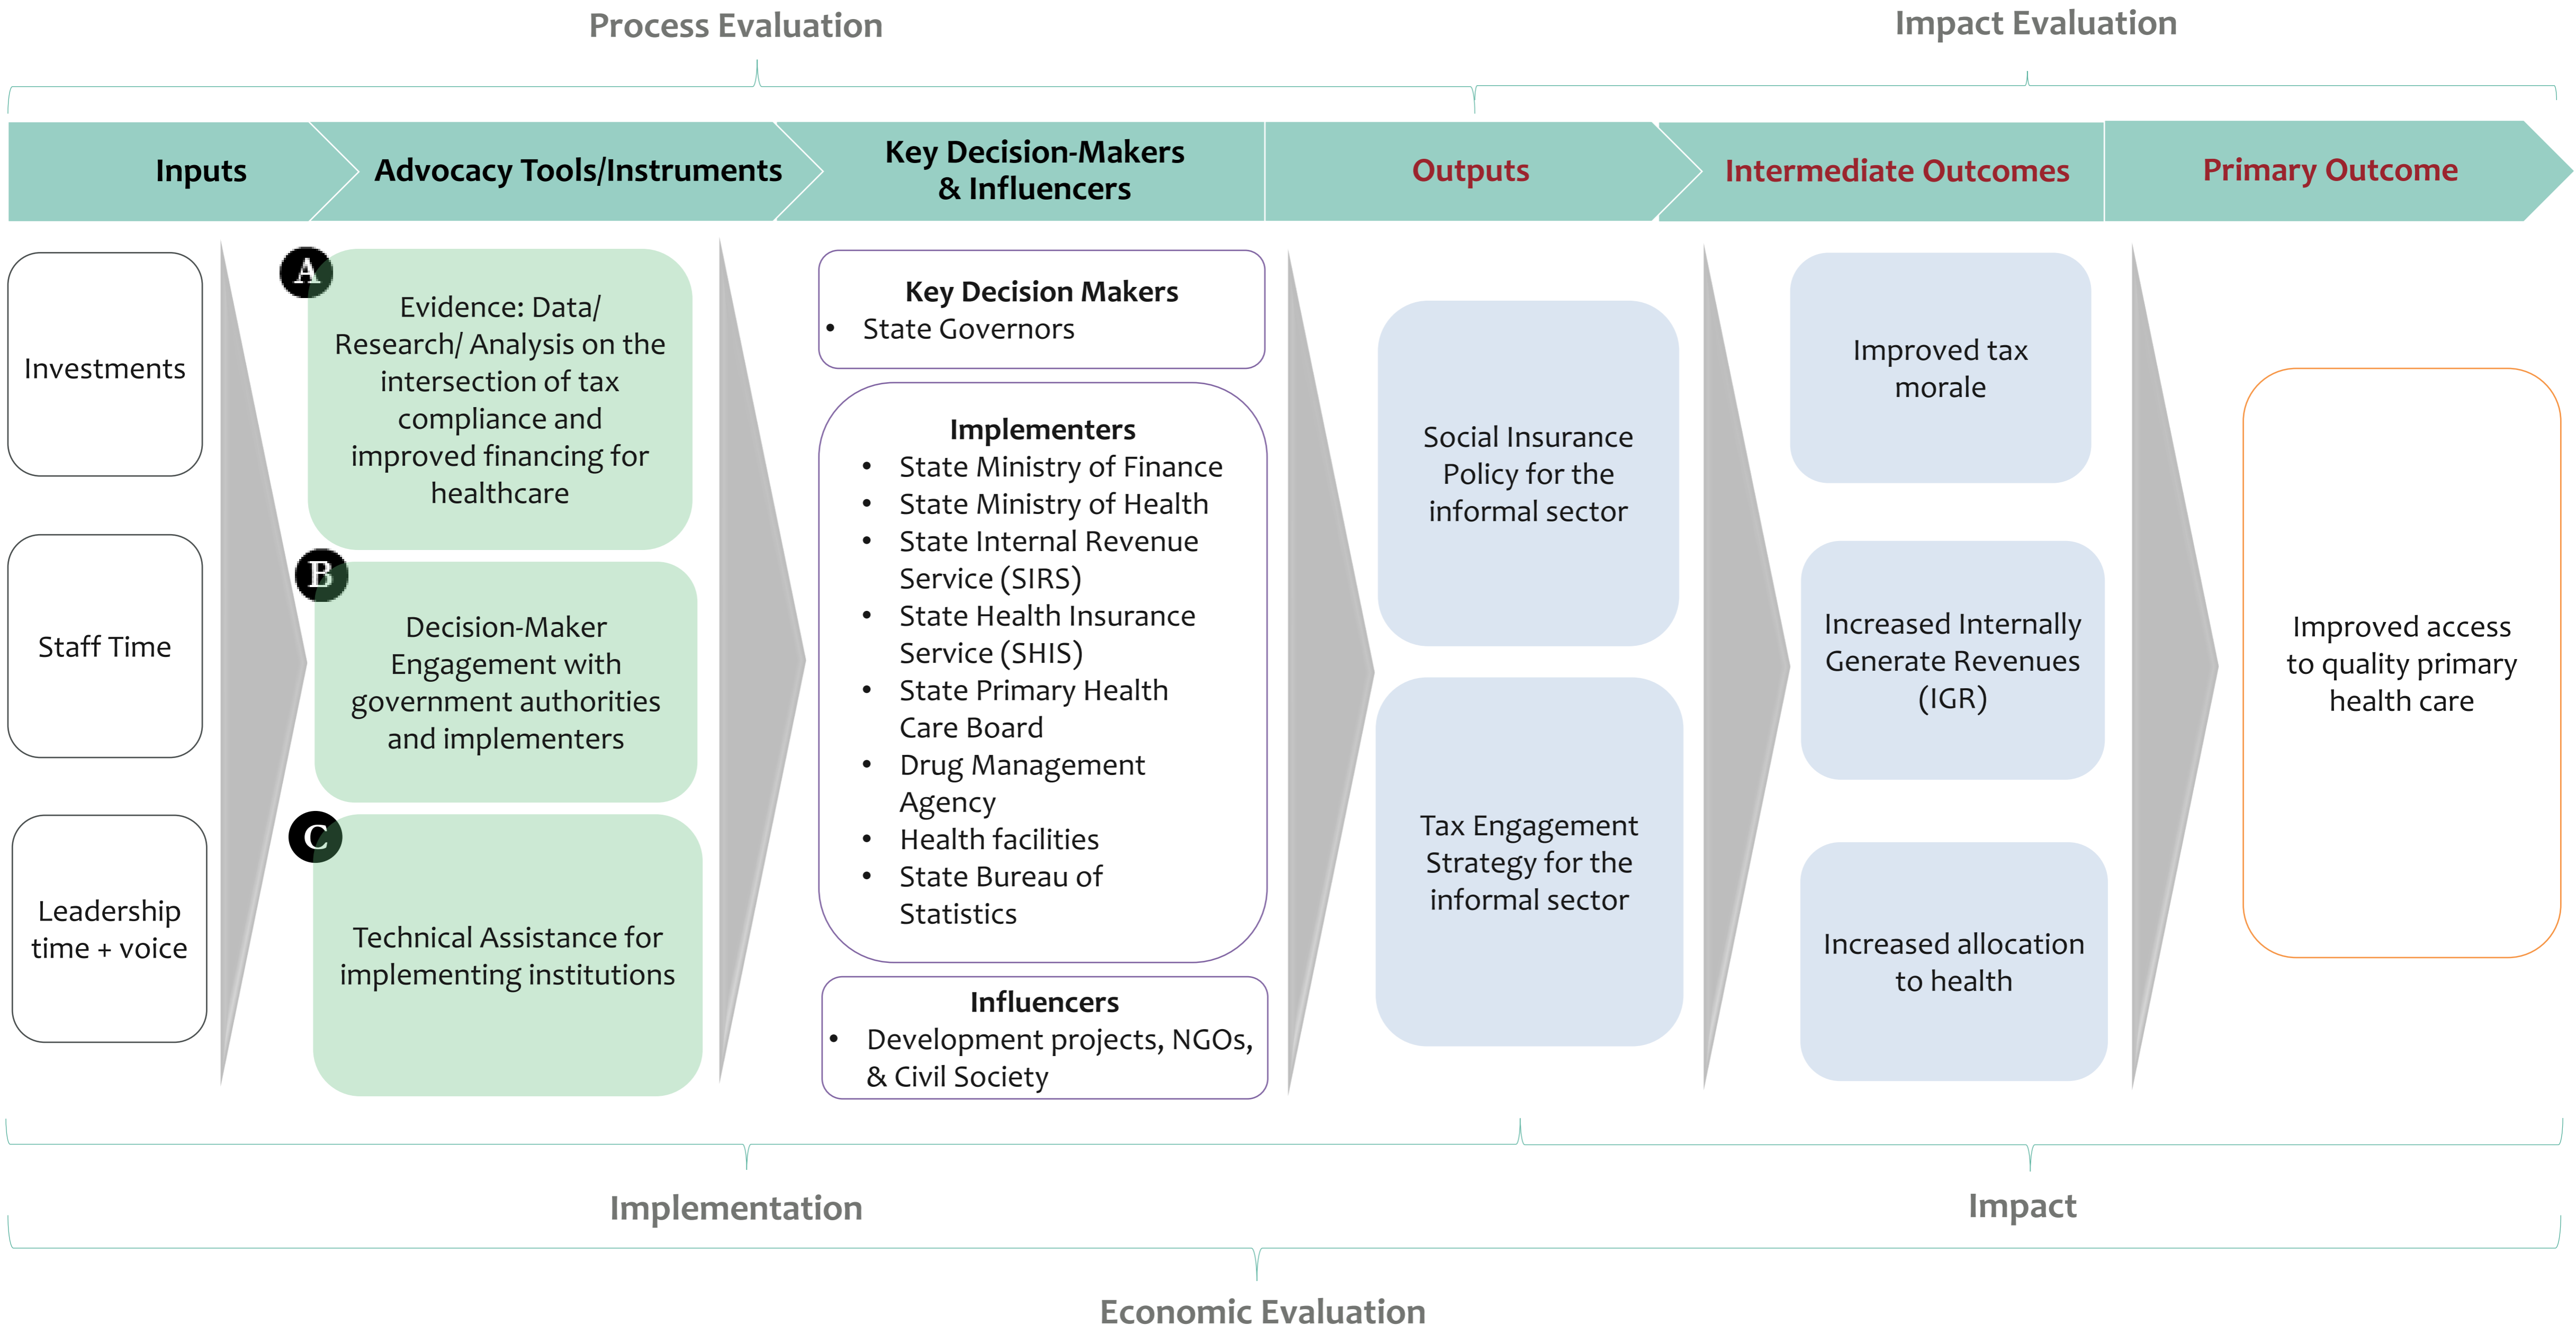 Process Evaluation
Impact Evaluation
Inputs
Advocacy Tools/Instruments
Key Decision-Makers
& Influencers
Outputs
Intermediate Outcomes
Primary Outcome
Investments
Staff Time
Leadership
time + voice
A
Evidence: Data/
Research/ Analysis on the
intersection of tax
compliance and
improved financing for
healthcare
B
Decision-Maker
Engagement with
government authorities
and implementers
C
Technical Assistance for
implementing institutions
Key Decision Makers
• State Governors
Implementers
• State Ministry of Finance
• State Ministry of Health
• State Internal Revenue
Service (SIRS)
• State Health Insurance
Service (SHIS)
• State Primary Health
Care Board
• Drug Management
Agency
• Health facilities
• State Bureau of
Statistics
Influencers
• Development projects, NGOs,
& Civil Society
Social Insurance
Policy for the
informal sector
Tax Engagement
Strategy for the
informal sector
Improved tax
morale
Increased Internally
Generate Revenues
(IGR)
Increased allocation
to health
Improved access
to quality primary
health care
Implementation
Impact
Economic Evaluation